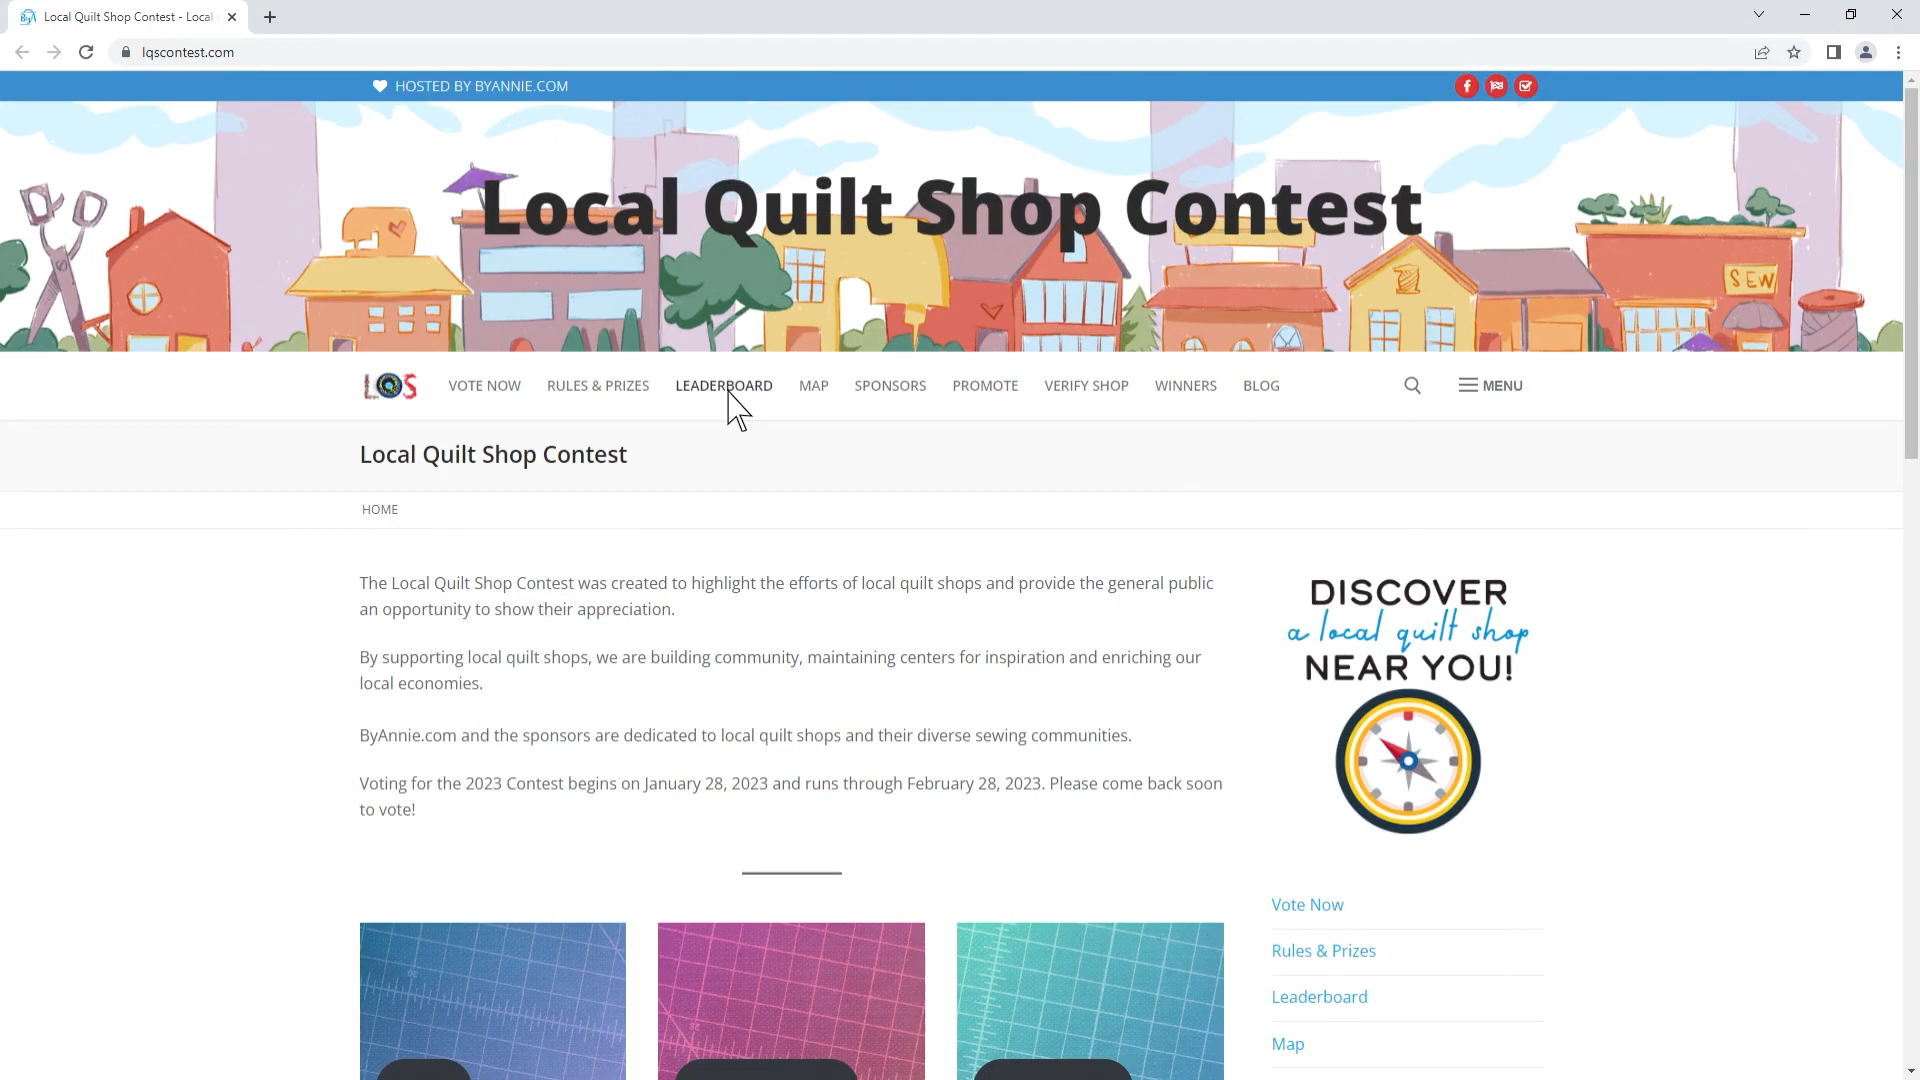 Local Quilt Shop Contest - Local
lqscontest.com
HOSTED BY BYANNIE.COM
Local Quilt Shop Contest
SEW
LQS
VOTE NOW
RULES & PRIZES
LEADERBOARD
MAP
SPONSORS
PROMOTE
VERIFY SHOP
WINNERS
BLOG
MENU
Local Quilt Shop Contest
HOME
The Local Quilt Shop Contest was created to highlight the efforts of local quilt shops and provide the general public
an opportunity to show their appreciation.
By supporting local quilt shops, we are building community, maintaining centers for inspiration and enriching our
local economies.
ByAnnie.com and the sponsors are dedicated to local quilt shops and their diverse sewing communities.
Voting for the 2023 Contest begins on January 28, 2023 and runs through February 28, 2023. Please come back soon
to vote!
DISCOVER
a local quilt shop
NEAR YOU!
Vote Now
Rules & Prizes
Leaderboard
Map